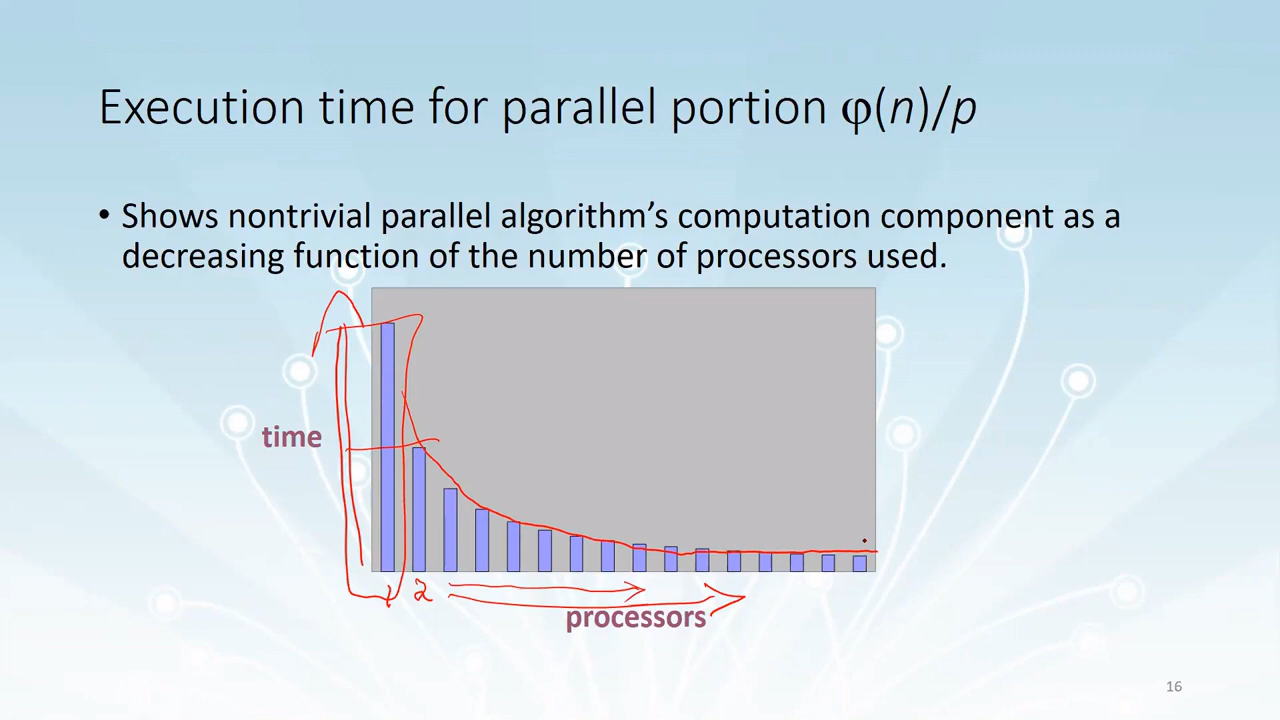 Execution time for parallel portion φ(n)/p
• Shows nontrivial parallel algorithm’s computation component as a
decreasing function of the number of processors used.
time
1 2
processors
16